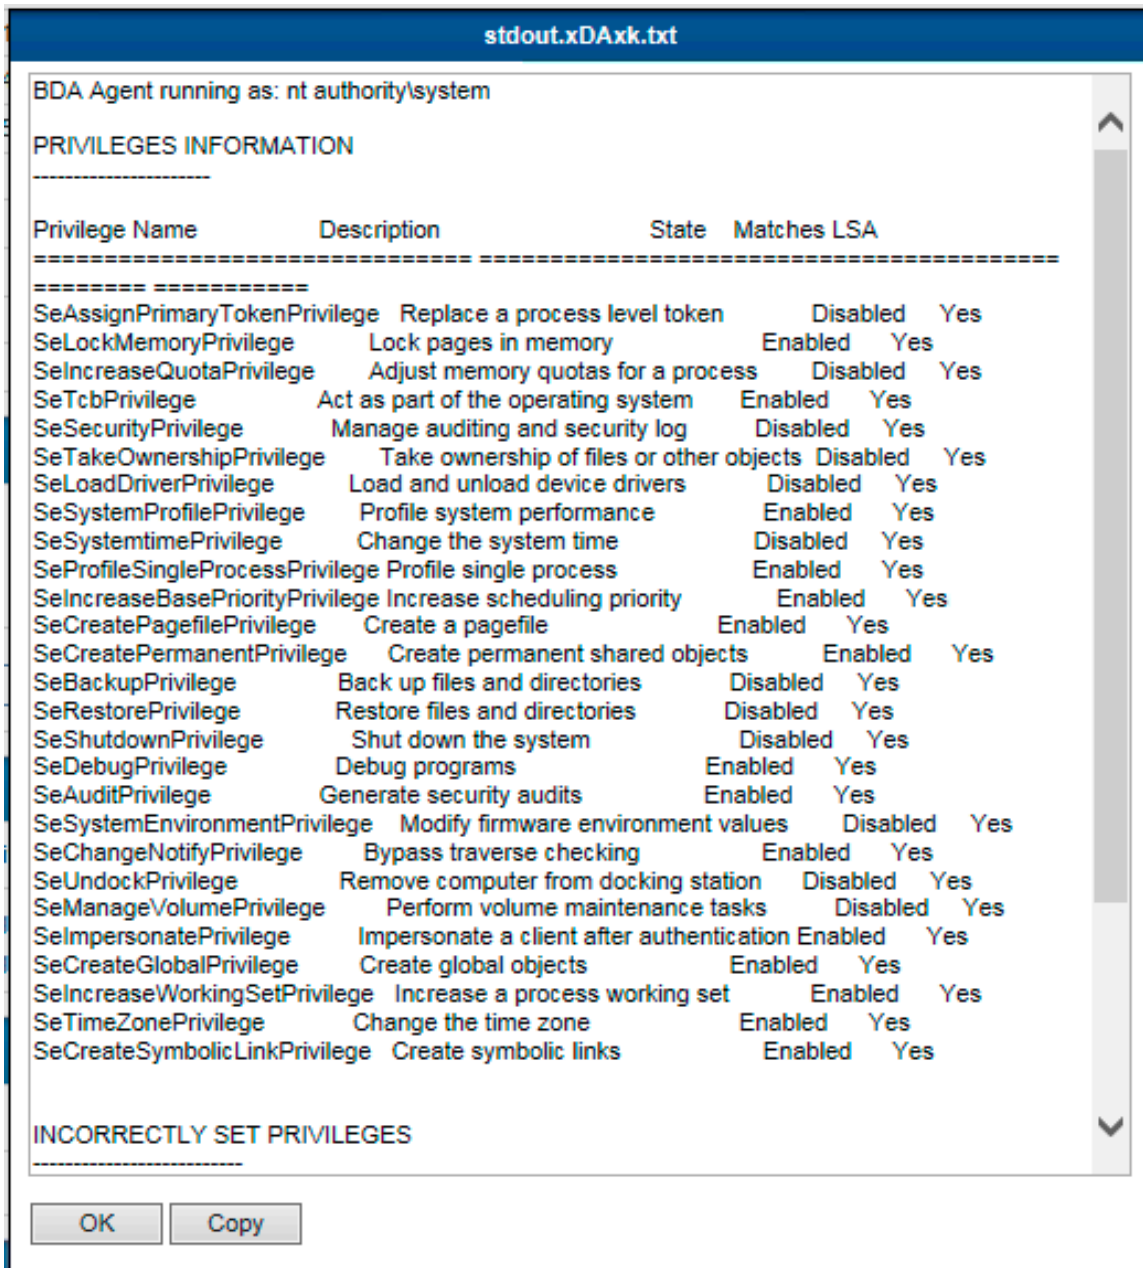 stdout.xDAxk.txt
BDA Agent running as: nt authority\system
PRIVILEGES INFORMATION
----------------------
Privilege Name Description State Matches LSA
=============================== =========================================
======== ===========
SeAssignPrimaryTokenPrivilege Replace a process level token Disabled Yes
SeLockMemoryPrivilege Lock pages in memory Enabled Yes
SeIncreaseQuotaPrivilege Adjust memory quotas for a process Disabled Yes
SeTcbPrivilege Act as part of the operating system Enabled Yes
SeSecurityPrivilege Manage auditing and security log Disabled Yes
SeTakeOwnershipPrivilege Take ownership of files or other objects Disabled Yes
SeLoadDriverPrivilege Load and unload device drivers Disabled Yes
SeSystemProfilePrivilege Profile system performance Enabled Yes
SeSystemtimePrivilege Change the system time Disabled Yes
SeProfileSingleProcessPrivilege Profile single process Enabled Yes
SeIncreaseBasePriorityPrivilege Increase scheduling priority Enabled Yes
SeCreatePagefilePrivilege Create a pagefile Enabled Yes
SeCreatePermanentPrivilege Create permanent shared objects Enabled Yes
SeBackupPrivilege Back up files and directories Disabled Yes
SeRestorePrivilege Restore files and directories Disabled Yes
SeShutdownPrivilege Shut down the system Disabled Yes
SeDebugPrivilege Debug programs Enabled Yes
SeAuditPrivilege Generate security audits Enabled Yes
SeSystemEnvironmentPrivilege Modify firmware environment values Disabled Yes
SeChangeNotifyPrivilege Bypass traverse checking Enabled Yes
SeUndockPrivilege Remove computer from docking station Disabled Yes
SeManageVolumePrivilege Perform volume maintenance tasks Disabled Yes
SeImpersonatePrivilege Impersonate a client after authentication Enabled Yes
SeCreateGlobalPrivilege Create global objects Enabled Yes
SeIncreaseWorkingSetPrivilege Increase a process working set Enabled Yes
SeTimeZonePrivilege Change the time zone Enabled Yes
SeCreateSymbolicLinkPrivilege Create symbolic links Enabled Yes
INCORRECTLY SET PRIVILEGES
--------------------------
OK Copy